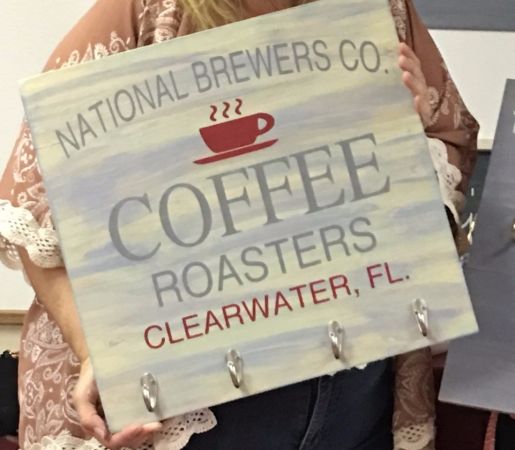 NATIONAL BREWERS CO.
COFFEE
ROASTERS
CLEARWATER, FL.